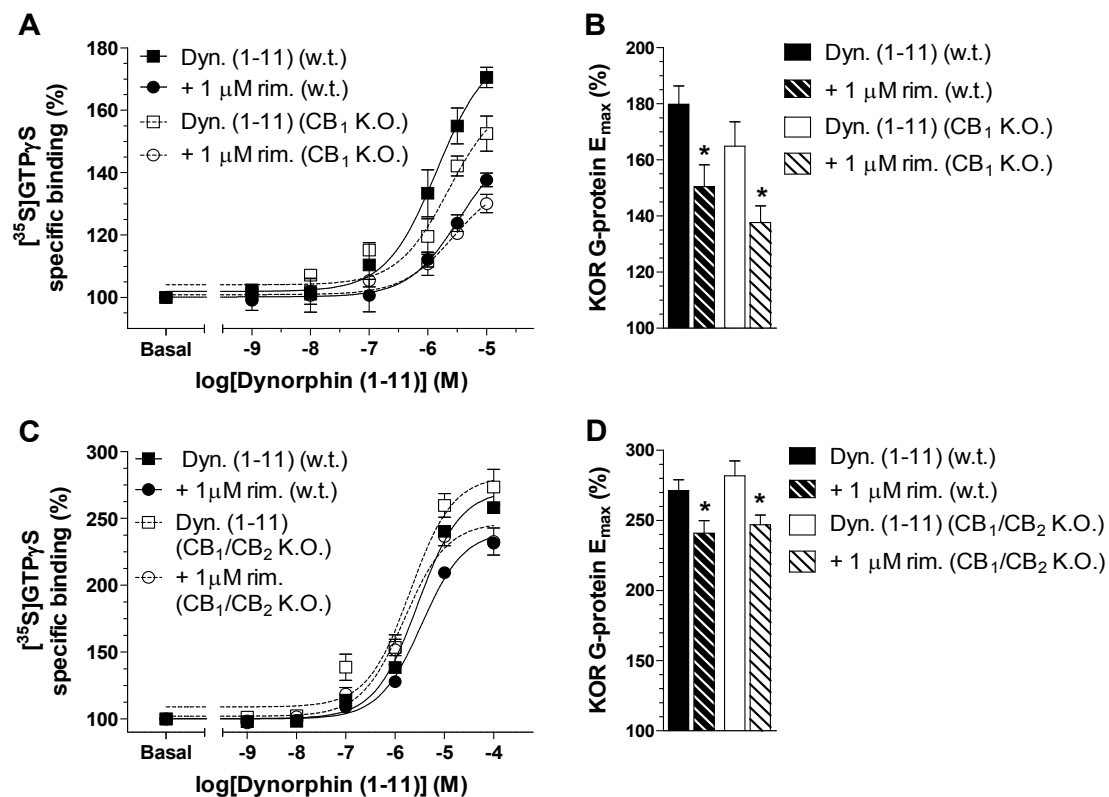 A
[³⁵S]GTPγS
specific binding (%)
180
160
140
120
100
Dyn. (1-11) (w.t.)
+ 1 μM rim. (w.t.)
Dyn. (1-11) (CB₁ K.O.)
+ 1 μM rim. (CB₁ K.O.)
Basal -9 -8 -7 -6 -5
log[Dynorphin (1-11)] (M)
B
KOR G-protein Eₘₐₓ (%)
200
180
160
140
120
100
* *
Dyn. (1-11) (w.t.)
+ 1 μM rim. (w.t.)
Dyn. (1-11) (CB₁ K.O.)
+ 1 μM rim. (CB₁ K.O.)
C
[³⁵S]GTPγS
specific binding (%)
300
250
200
150
100
Dyn. (1-11) (w.t.)
+ 1μM rim. (w.t.)
Dyn. (1-11)
(CB₁/CB₂ K.O.)
+ 1μM rim.
(CB₁/CB₂ K.O.)
Basal -9 -8 -7 -6 -5 -4
log[Dynorphin (1-11)] (M)
D
KOR G-protein Eₘₐₓ (%)
300
250
200
150
100
* *
Dyn. (1-11) (w.t.)
+ 1 μM rim. (w.t.)
Dyn. (1-11) (CB₁/CB₂ K.O.)
+ 1 μM rim. (CB₁/CB₂ K.O.)